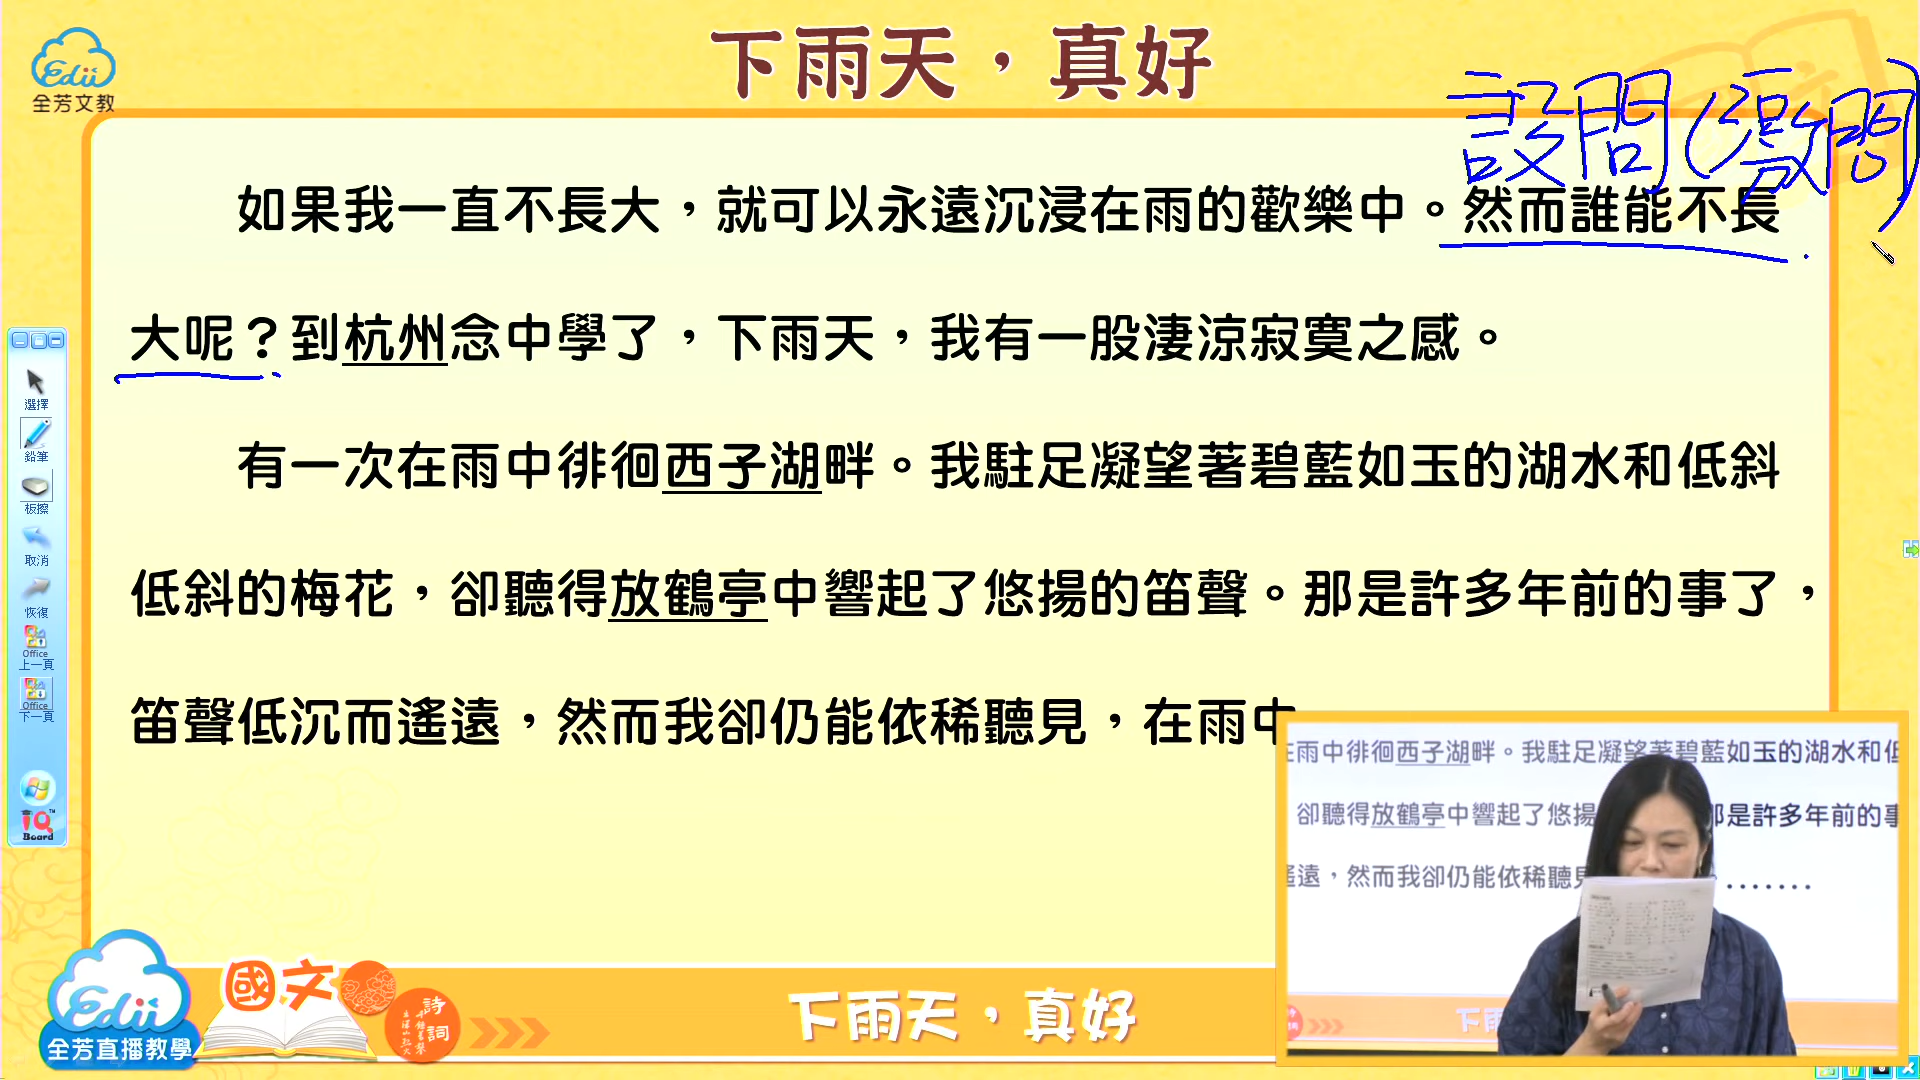 下雨天，真好
Edii
全芳文教
設問(激問)
如果我一直不長大，就可以永遠沉浸在雨的歡樂中。然而誰能不長
大呢？到杭州念中學了，下雨天，我有一股淒涼寂寞之感。
有一次在雨中徘徊西子湖畔。我駐足凝望著碧藍如玉的湖水和低斜
低斜的梅花，卻聽得放鶴亭中響起了悠揚的笛聲。那是許多年前的事了，
笛聲低沉而遙遠，然而我卻仍能依稀聽見，在雨中
選擇
鉛筆
板擦
取消
恢復
Office
上一頁
Office
下一頁
IQ
Board
在雨中徘徊西子湖畔。我駐足凝望著碧藍如玉的湖水和低
卻聽得放鶴亭中響起了悠揚 那是許多年前的事
遙遠，然而我卻仍能依稀聽見 .......
下雨
Edii
全芳直播教學
國文
詩詞
下雨天，真好